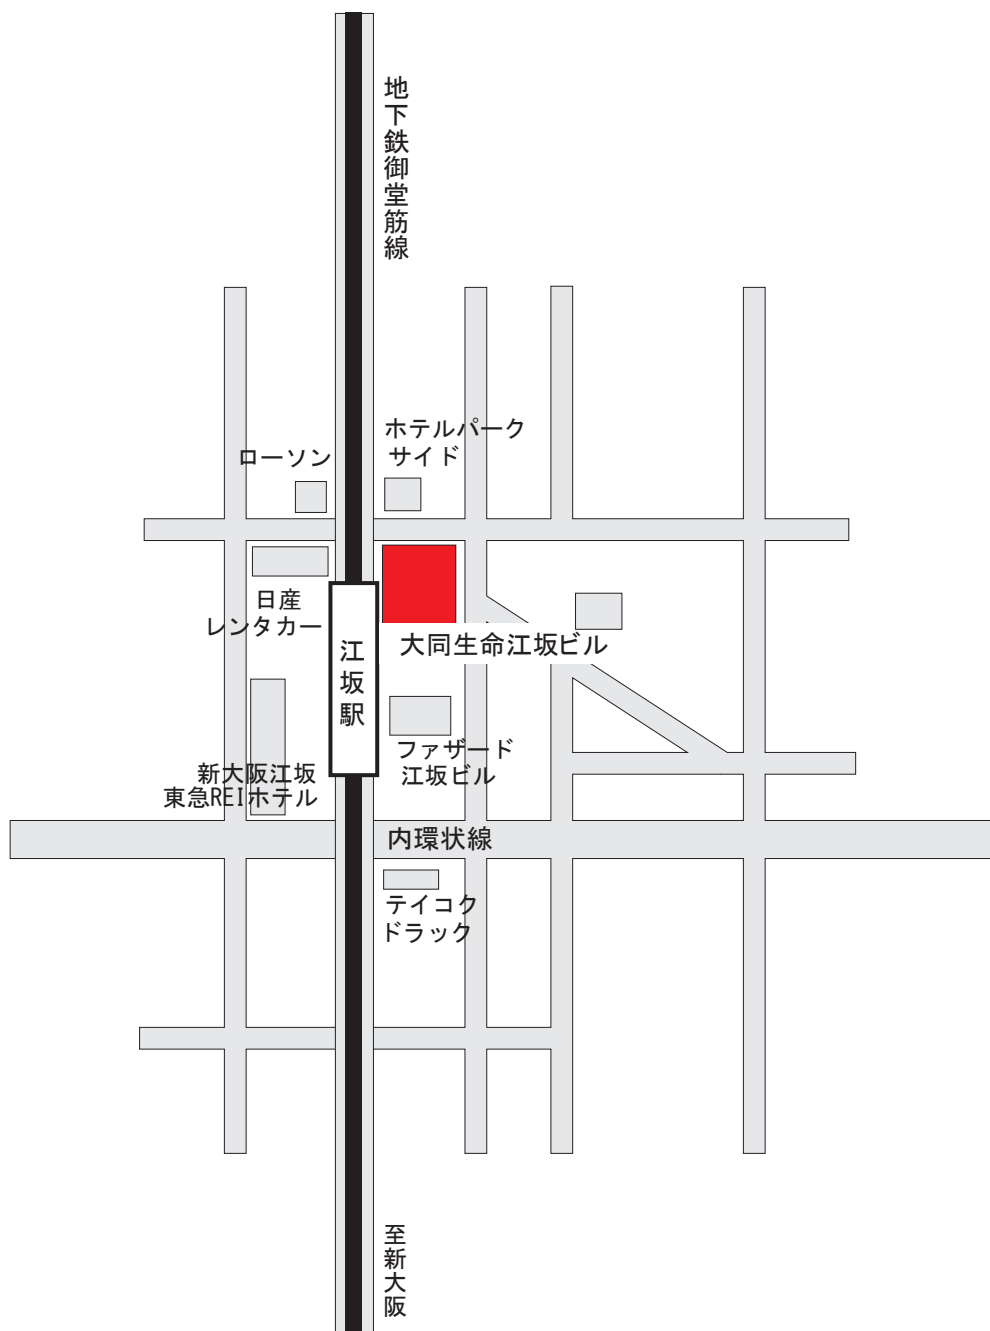 地下鉄御堂筋線
ホテルパーク
サイド
ローソン
日産
レンタカー
大同生命江坂ビル
江坂駅
ファザード
江坂ビル
新大阪江坂
東急REIホテル
内環状線
テイコク
ドラック
至新大阪